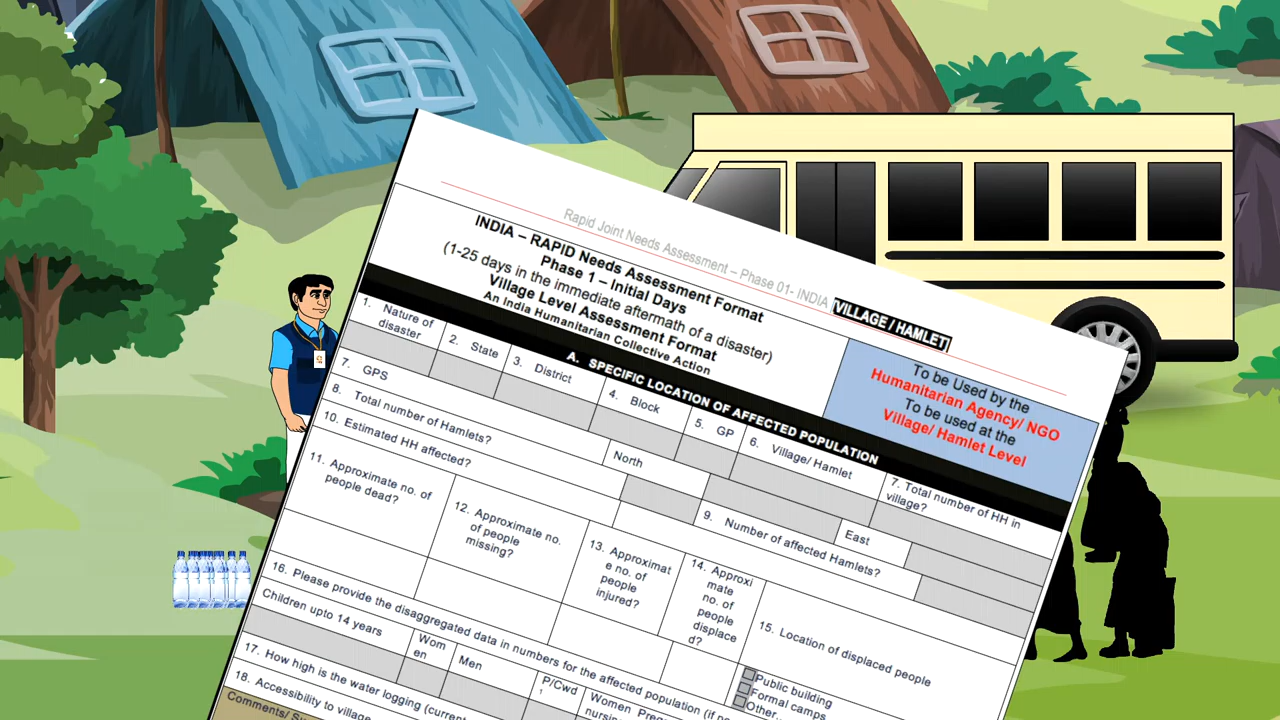 Rapid Joint Needs Assessment – Phase 01- INDIA VILLAGE / HAMLET
INDIA – RAPID Needs Assessment Format
Phase 1 – Initial Days
(1-25 days in the immediate aftermath of a disaster)
Village Level Assessment Format
An India Humanitarian Collective Action
To be Used by the
Humanitarian Agency/ NGO
To be used at the
Village/ Hamlet Level
A. SPECIFIC LOCATION OF AFFECTED POPULATION
1. Nature of
disaster
2. State
3. District
4. Block
5. GP
6. Village/ Hamlet
7. Total number of HH in
village?
7. GPS
North
East
8. Total number of Hamlets?
9. Number of affected Hamlets?
10. Estimated HH affected?
11. Approximate no. of
people dead?
12. Approximate no.
of people
missing?
13. Approximat
e no. of
people
injured?
14. Approxi
mate
no. of
people
displace
d?
15. Location of displaced people
Public building
Formal camps
Other..
16. Please provide the disaggregated data in numbers for the affected population (if
Children upto 14 years
Wom
en
Men
P/Cwd
Women
17. How high is the water logging
18. Accessibility to
Comments/